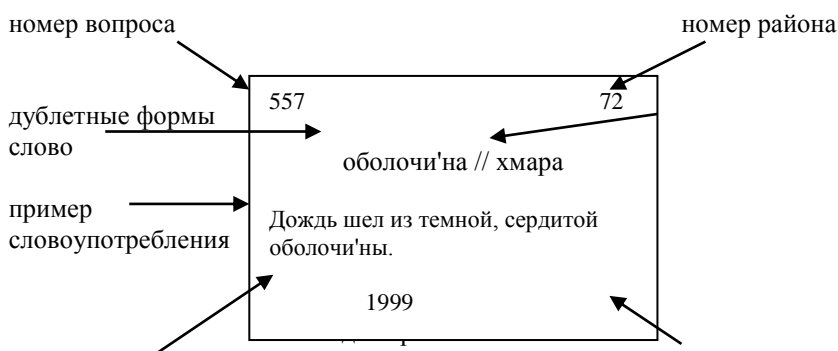 номер вопроса
номер района
557
72
дублетные формы
слово
оболочи'на // хмара
пример
словоупотребления
Дождь шел из темной, сердитой
оболочи'ны.
1999